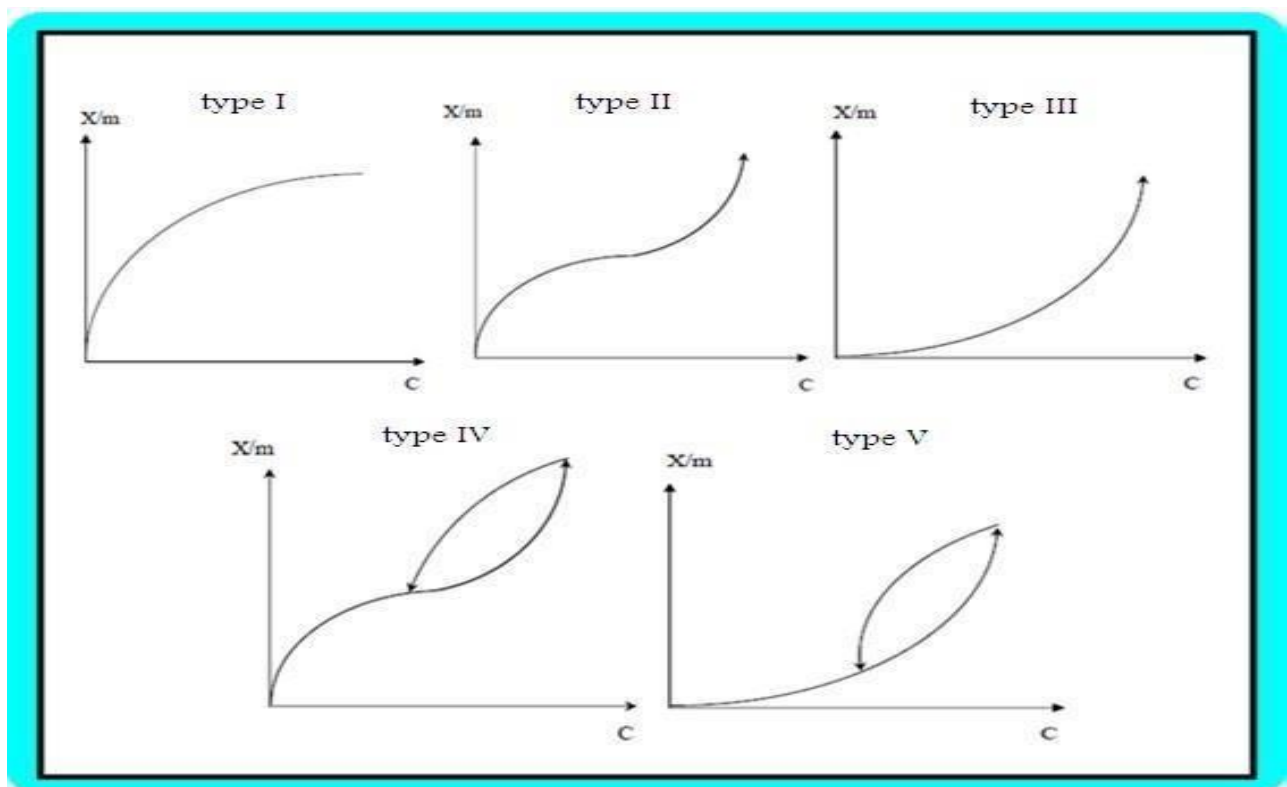 type I
X/m
C
type II
X/m
C
type III
X/m
C
type IV
X/m
C
type V
X/m
C